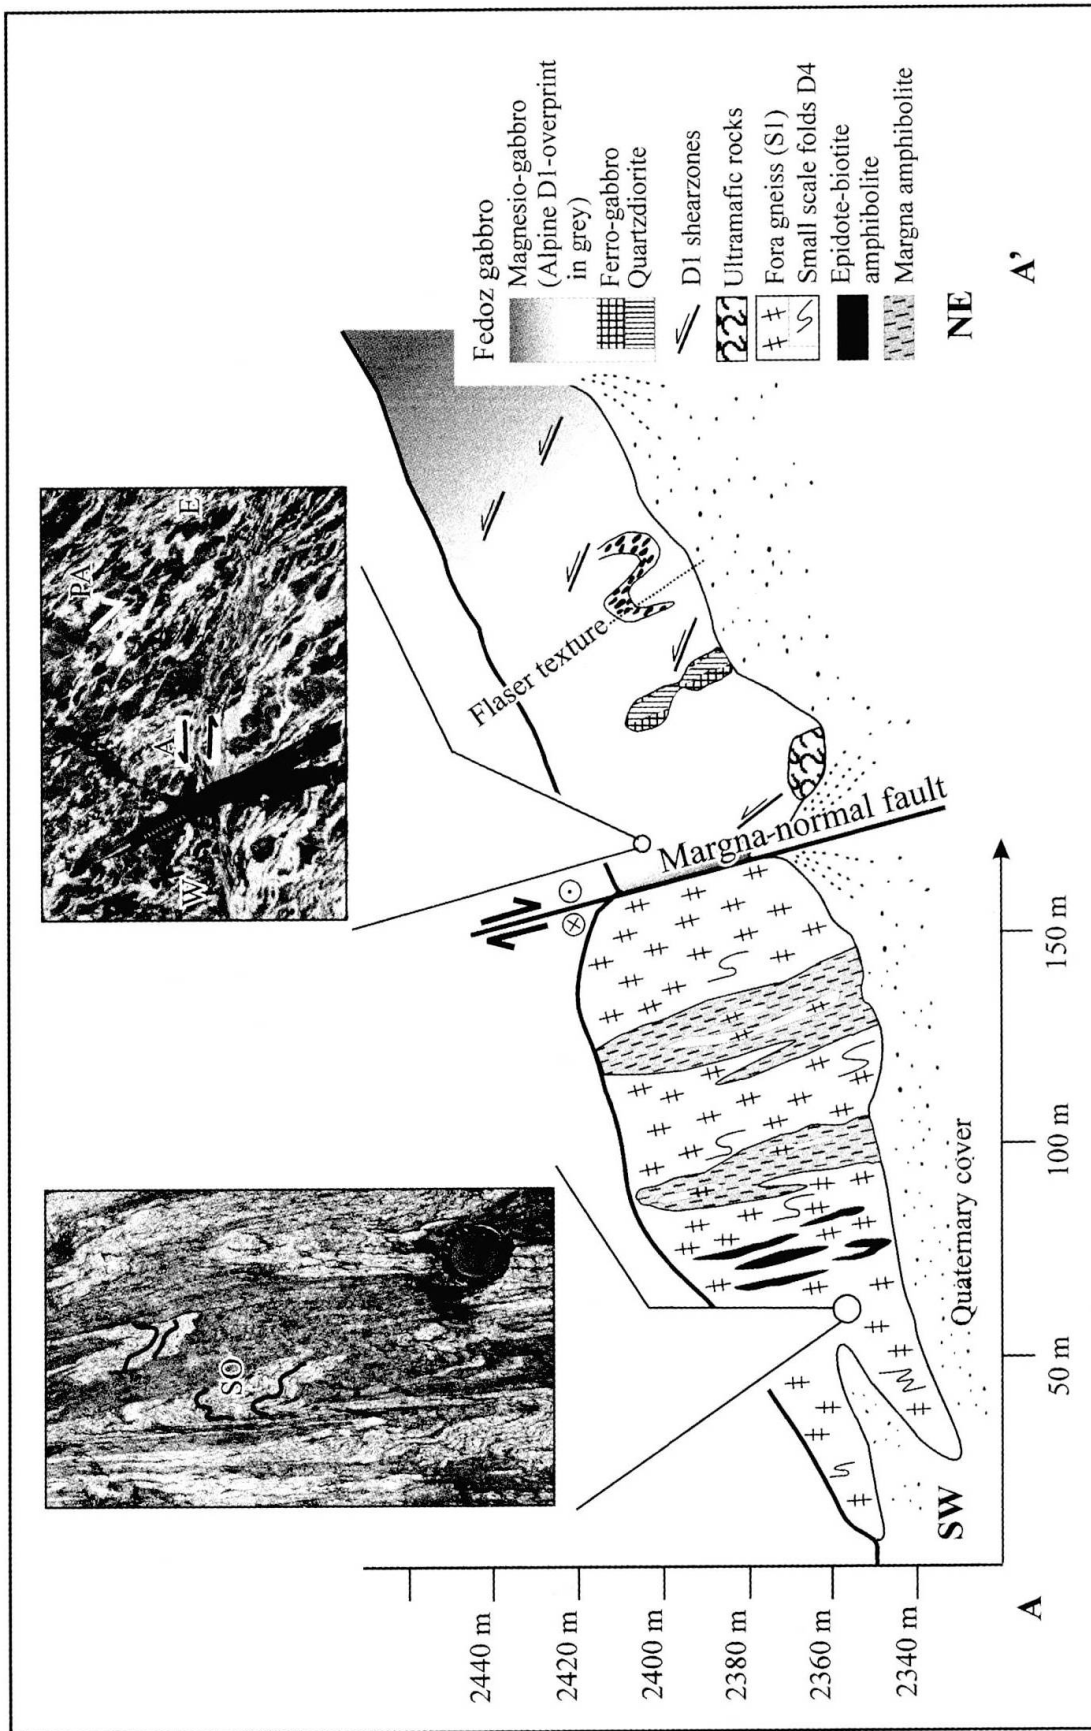 W
A
PA
E
SO
Fedoz gabbro
Magnesio-gabbro
(Alpine D1-overprint
in grey)
Ferro-gabbro
Quartzdiorite
D1 shearzones
Ultramafic rocks
Fora gneiss (S1)
Small scale folds D4
Epidote-biotite
amphibolite
Margna amphibolite
Flaser texture
Margna-normal fault
Quaternary cover
SW
NE
2440 m
2420 m
2400 m
2380 m
2360 m
2340 m
50 m
100 m
150 m
A
A'